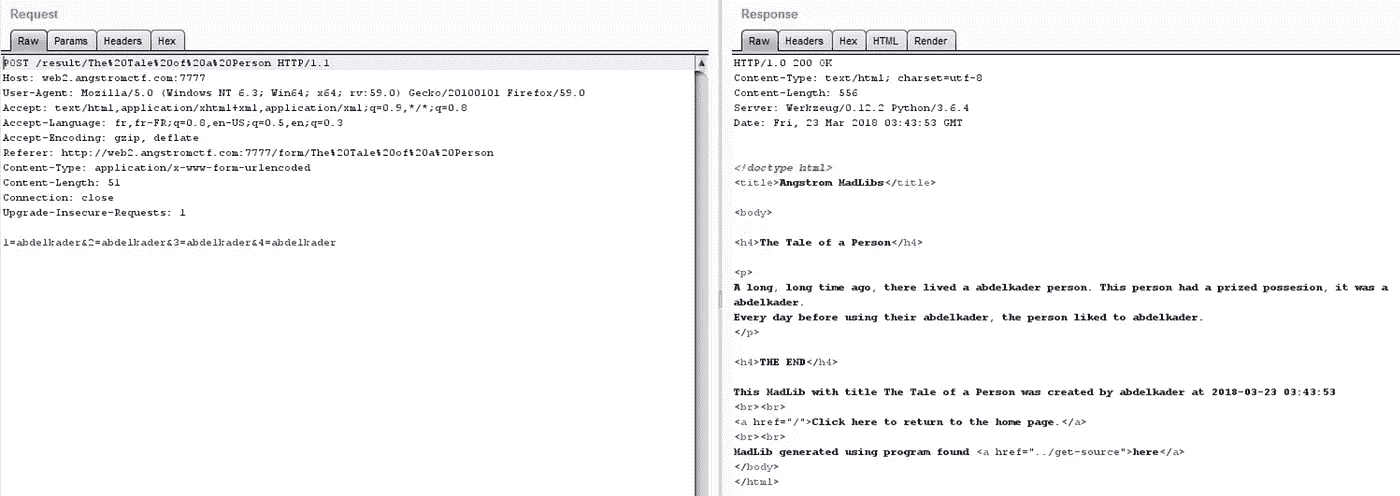 Request
Raw Params Headers Hex
POST /result/The%20Tale%20of%20a%20Person HTTP/1.1
Host: web2.angstromctf.com:7777
User-Agent: Mozilla/5.0 (Windows NT 6.3; Win64; x64; rv:59.0) Gecko/20100101 Firefox/59.0
Accept: text/html,application/xhtml+xml,application/xml;q=0.9,*/*;q=0.8
Accept-Language: fr,fr-FR;q=0.8,en-US;q=0.5,en;q=0.3
Accept-Encoding: gzip, deflate
Referer: http://web2.angstromctf.com:7777/form/The%20Tale%20of%20a%20Person
Content-Type: application/x-www-form-urlencoded
Content-Length: 51
Connection: close
Upgrade-Insecure-Requests: 1
1=abdelkader&2=abdelkader&3=abdelkader&4=abdelkader
Response
Raw Headers Hex HTML Render
HTTP/1.0 200 OK
Content-Type: text/html; charset=utf-8
Content-Length: 556
Server: Werkzeug/0.12.2 Python/3.6.4
Date: Fri, 23 Mar 2018 03:43:53 GMT
<!doctype html>
<title>Angstrom MadLibs</title>
<body>
<h4>The Tale of a Person</h4>
<p>
A long, long time ago, there lived a abdelkader person. This person had a prized possesion, it was a
abdelkader.
Every day before using their abdelkader, the person liked to abdelkader.
</p>
<h4>THE END</h4>
This MadLib with title The Tale of a Person was created by abdelkader at 2018-03-23 03:43:53
<br><br>
<a href="/">Click here to return to the home page.</a>
<br><br>
MadLib generated using program found <a href="../get-source">here</a>
</body>
</html>